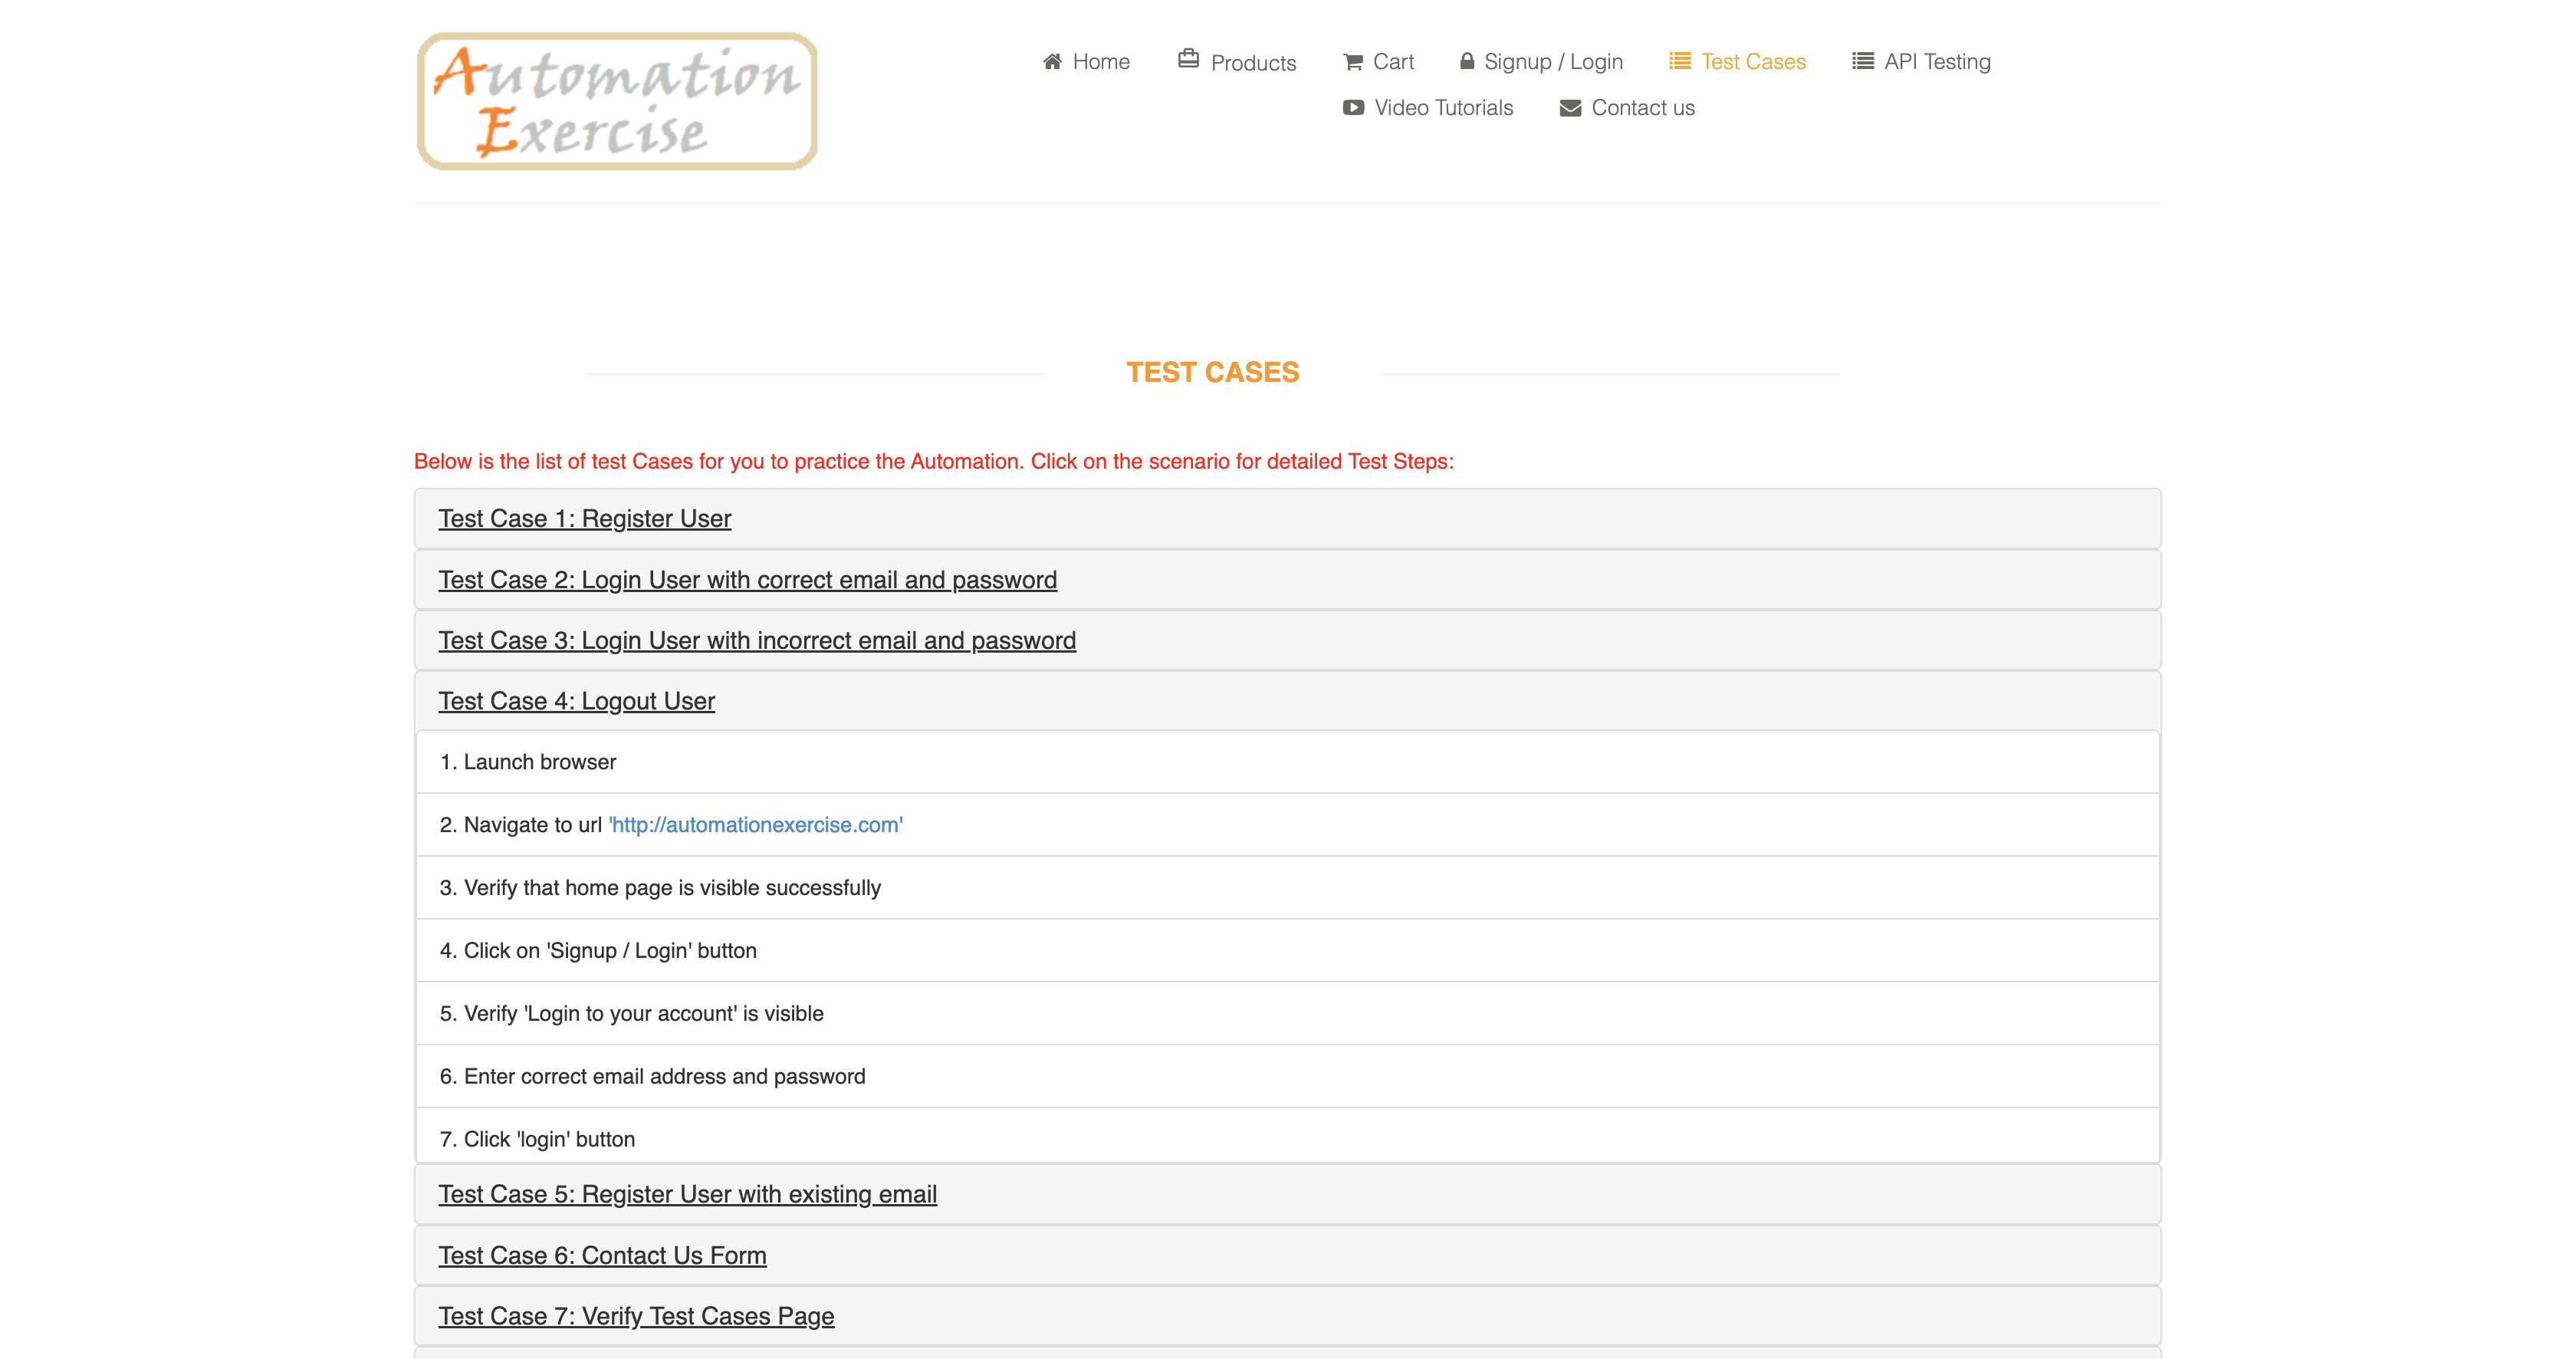 Automation
Exercise
Home
Products
Cart
Signup / Login
Test Cases
API Testing
Video Tutorials
Contact us
TEST CASES
Below is the list of test Cases for you to practice the Automation. Click on the scenario for detailed Test Steps:
Test Case 1: Register User
Test Case 2: Login User with correct email and password
Test Case 3: Login User with incorrect email and password
Test Case 4: Logout User
1. Launch browser
2. Navigate to url 'http://automationexercise.com'
3. Verify that home page is visible successfully
4. Click on 'Signup / Login' button
5. Verify 'Login to your account' is visible
6. Enter correct email address and password
7. Click 'login' button
Test Case 5: Register User with existing email
Test Case 6: Contact Us Form
Test Case 7: Verify Test Cases Page